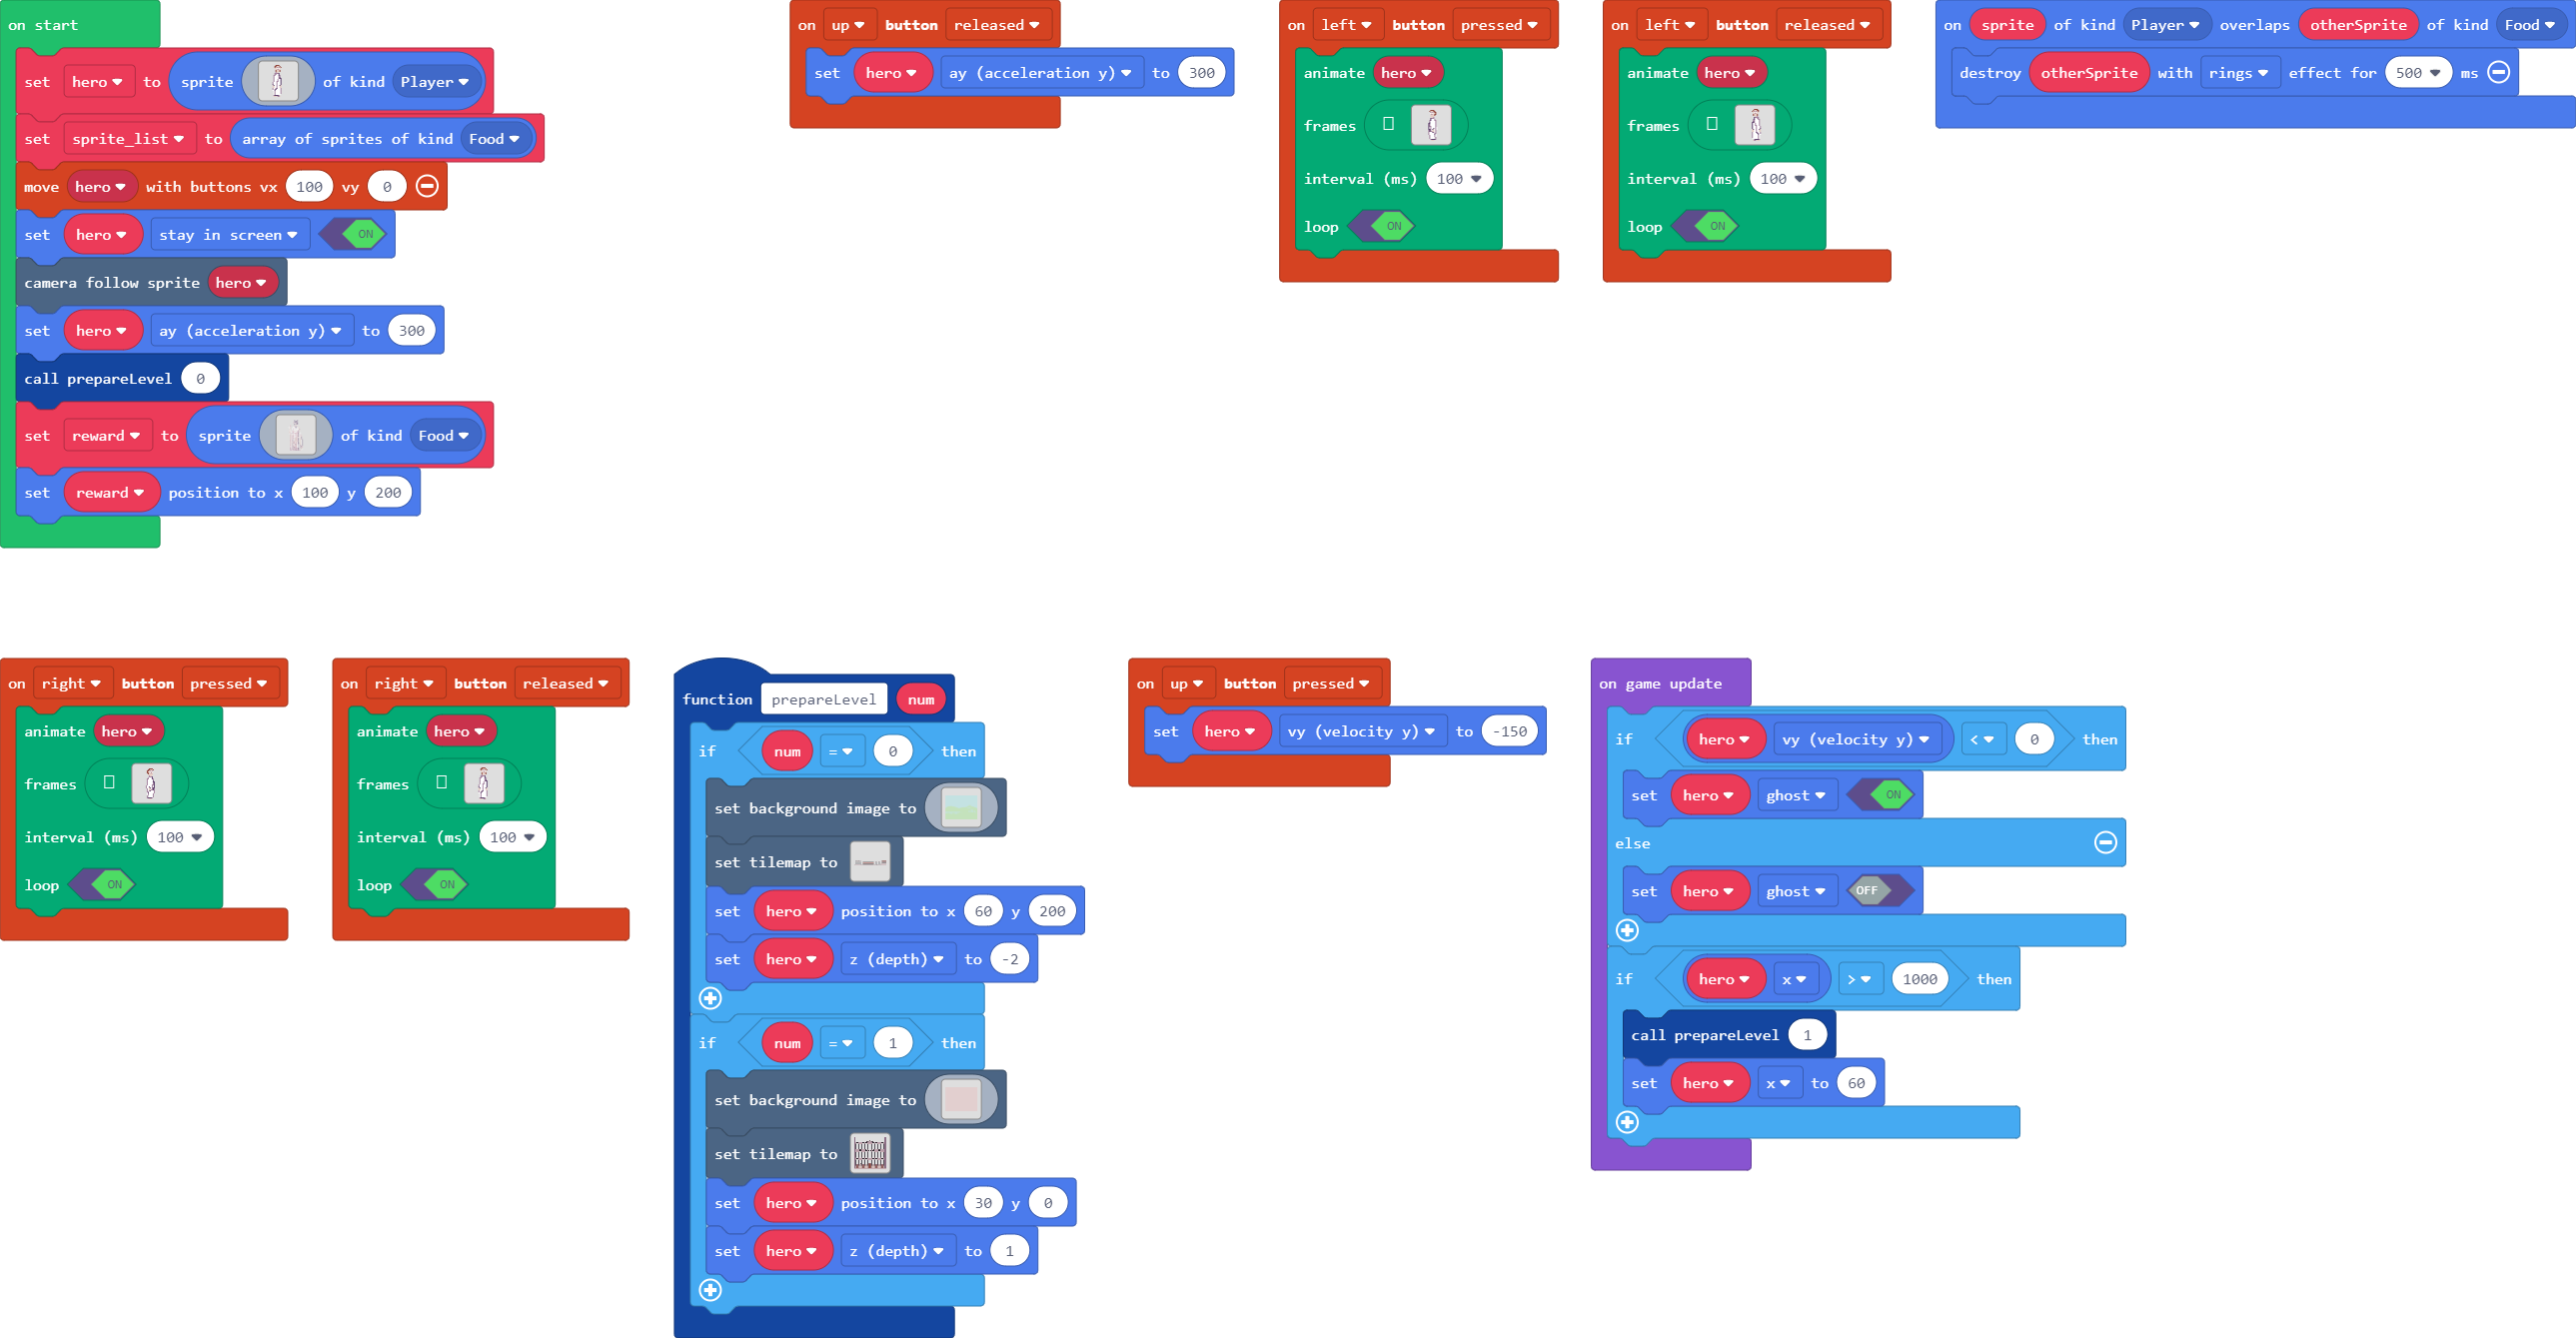 on start
set hero to sprite of kind Player
set sprite_list to array of sprites of kind Food
move hero with buttons vx 100 vy 0
set hero stay in screen ON
camera follow sprite hero
set hero ay (acceleration y) to 300
call prepareLevel 0
set reward to sprite of kind Food
set reward position to x 100 y 200
on up button released
set hero ay (acceleration y) to 300
on left button pressed
animate hero
frames
interval (ms) 100
loop ON
on left button released
animate hero
frames
interval (ms) 100
loop ON
on sprite of kind Player overlaps otherSprite of kind Food
destroy otherSprite with rings effect for 500 ms
on right button pressed
animate hero
frames
interval (ms) 100
loop ON
on right button released
animate hero
frames
interval (ms) 100
loop ON
function prepareLevel num
if num = 0 then
set background image to
set tilemap to
set hero position to x 60 y 200
set hero z (depth) to -2
if num = 1 then
set background image to
set tilemap to
set hero position to x 30 y 0
set hero z (depth) to 1
on up button pressed
set hero vy (velocity y) to -150
on game update
if hero vy (velocity y) < 0 then
set hero ghost ON
else
set hero ghost OFF
if hero x > 1000 then
call prepareLevel 1
set hero x to 60